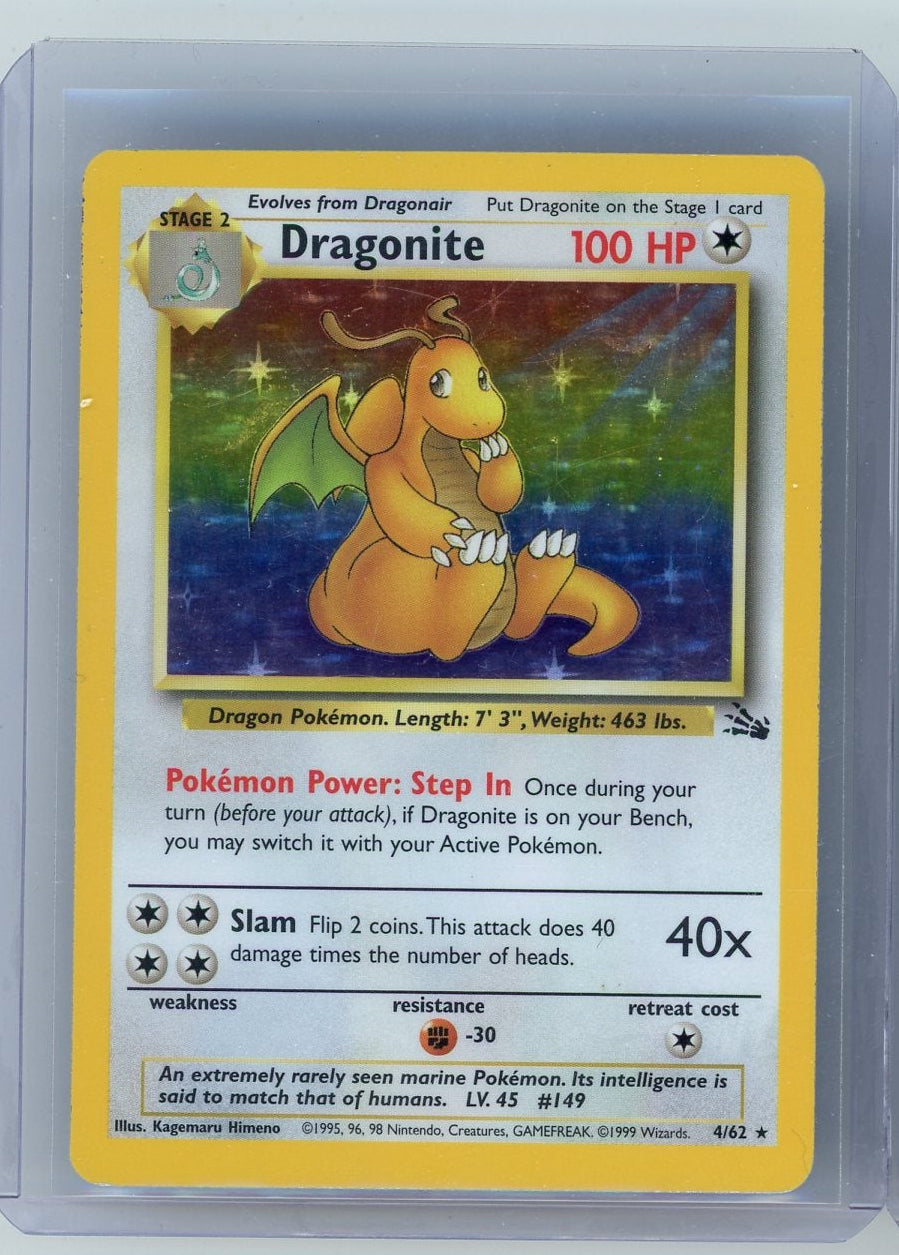 Evolves from Dragonair Put Dragonite on the Stage 1 card
STAGE 2
Dragonite 100 HP
Dragon Pokémon. Length: 7' 3", Weight: 463 lbs.
Pokémon Power: Step In Once during your
turn (before your attack), if Dragonite is on your Bench,
you may switch it with your Active Pokémon.
Slam Flip 2 coins. This attack does 40
damage times the number of heads.
40x
weakness resistance retreat cost
-30
An extremely rarely seen marine Pokémon. Its intelligence is
said to match that of humans. LV. 45 #149
Illus. Kagemaru Himeno ©1995, 96, 98 Nintendo, Creatures, GAMEFREAK. ©1999 Wizards. 4/62 ★